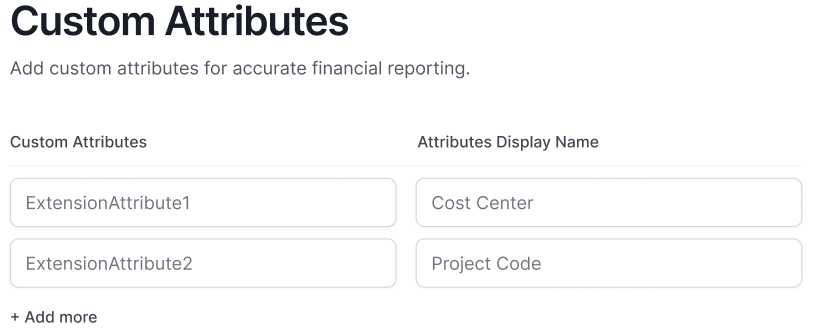 Custom Attributes
Add custom attributes for accurate financial reporting.
Custom Attributes Attributes Display Name
ExtensionAttribute1 Cost Center
ExtensionAttribute2 Project Code
+ Add more